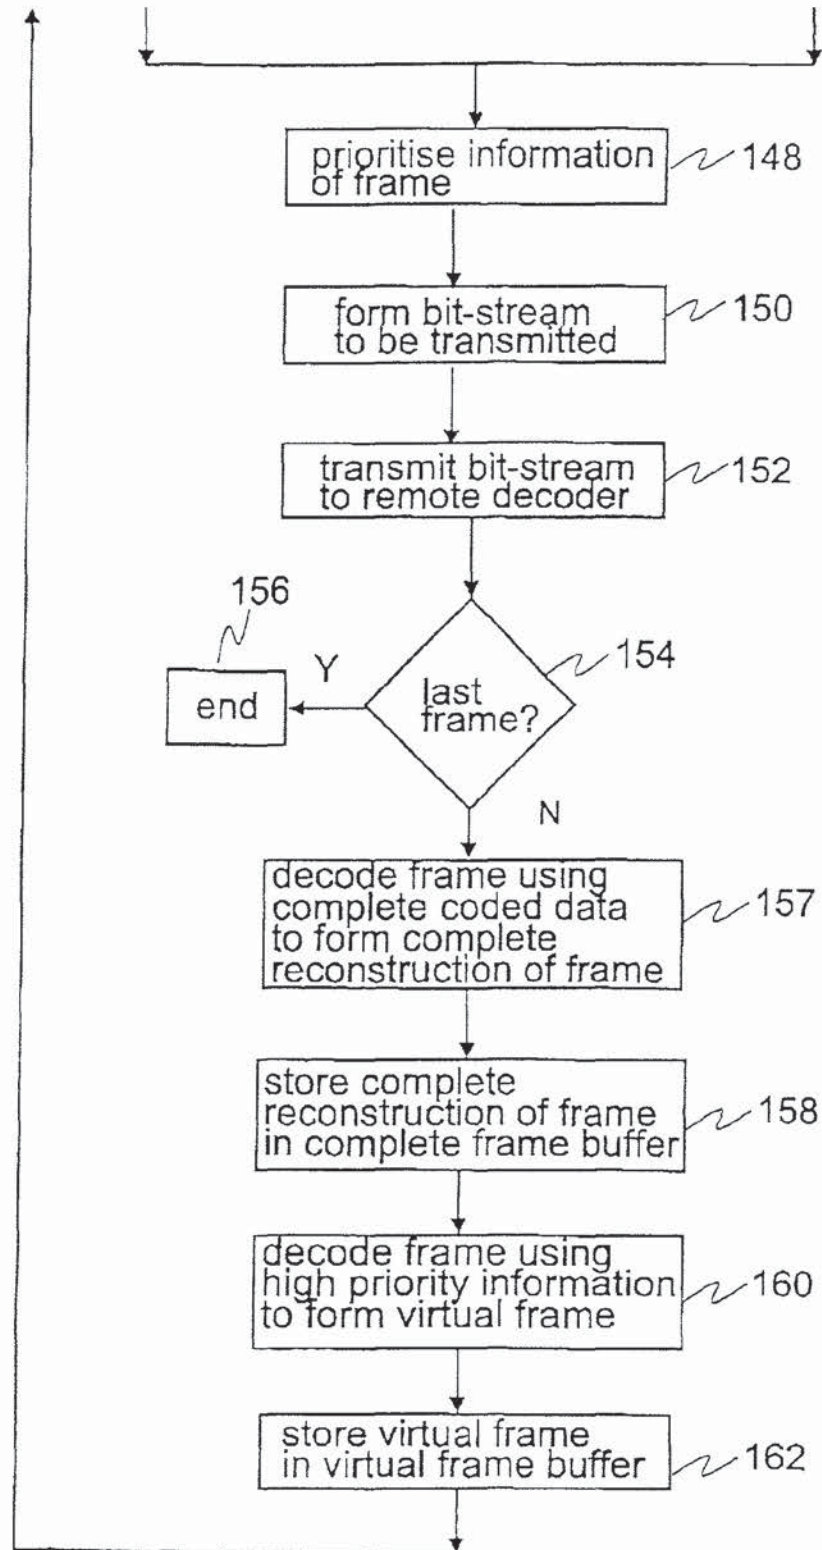 prioritise information
of frame
148
form bit-stream
to be transmitted
150
transmit bit-stream
to remote decoder
152
156
Y
end
last
frame?
154
N
decode frame using
complete coded data
to form complete
reconstruction of frame
157
store complete
reconstruction of frame
in complete frame buffer
158
decode frame using
high priority information
to form virtual frame
160
store virtual frame
in virtual frame buffer
162